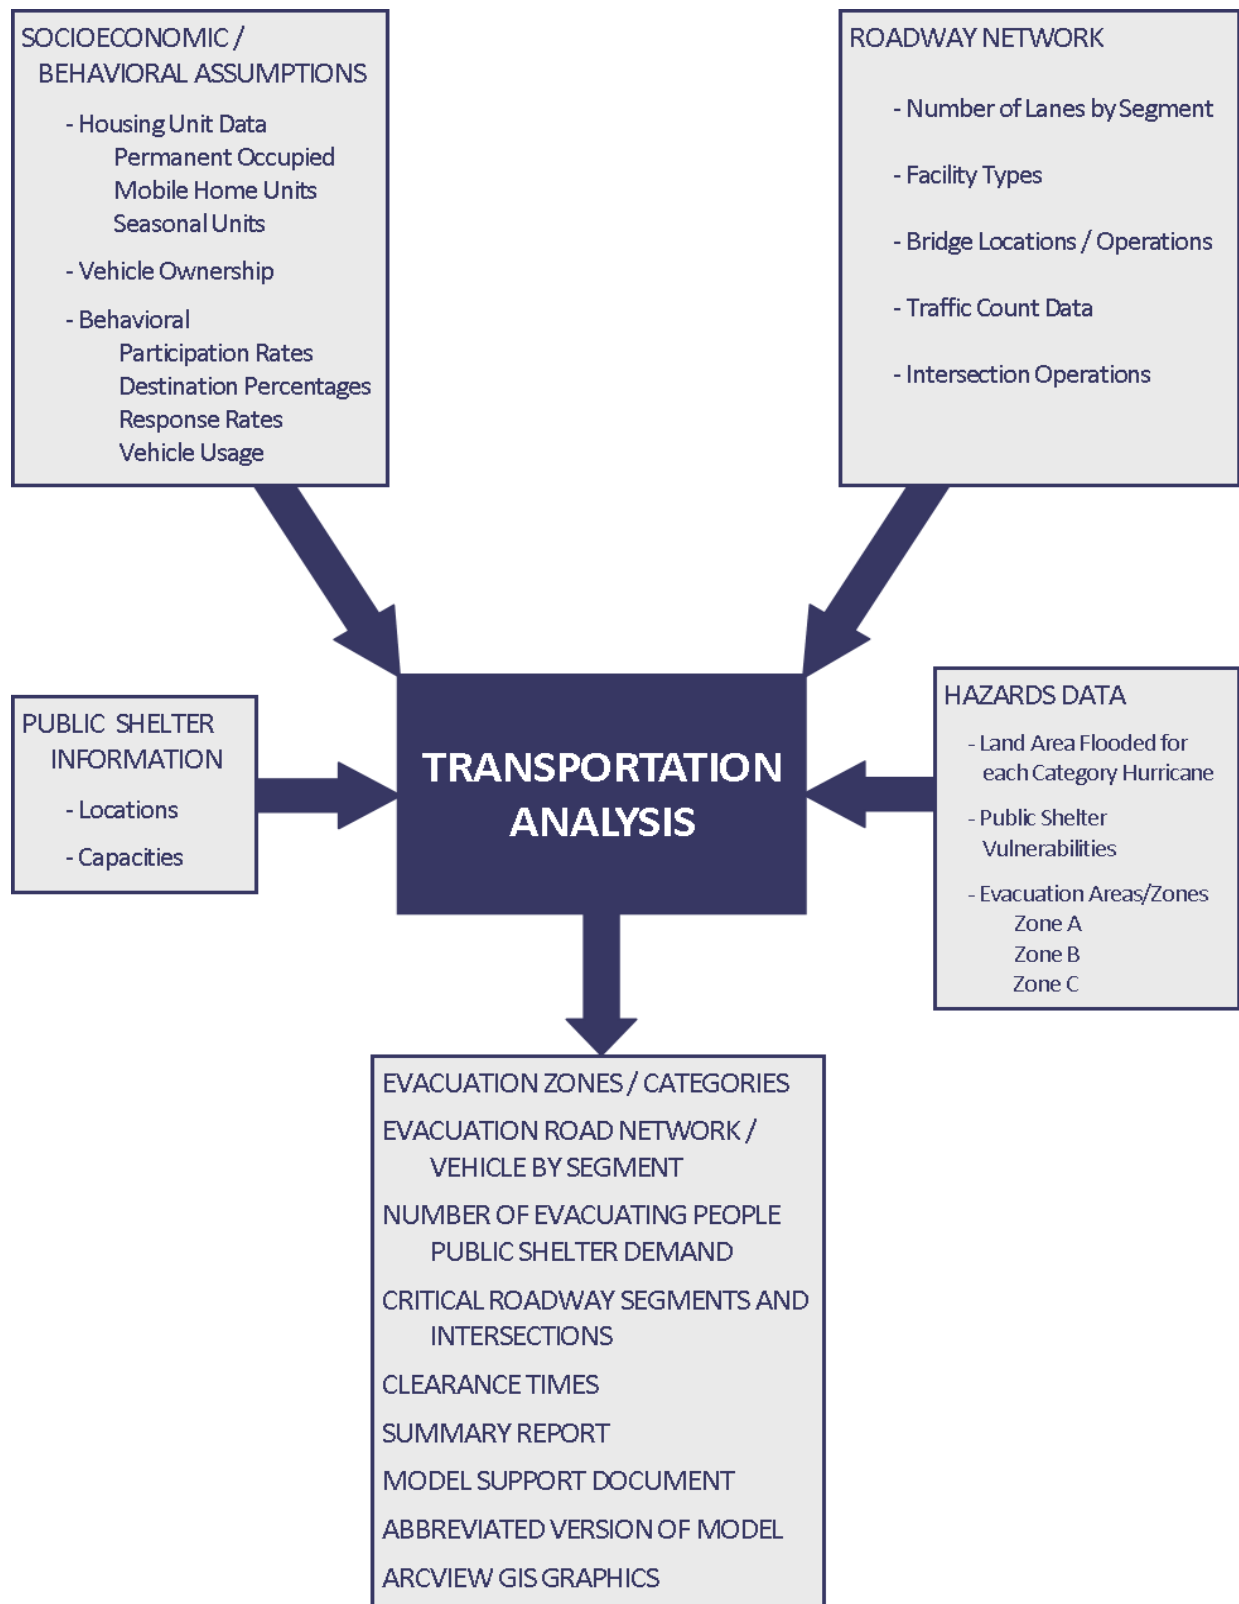 SOCIOECONOMIC /
BEHAVIORAL ASSUMPTIONS
- Housing Unit Data
Permanent Occupied
Mobile Home Units
Seasonal Units
- Vehicle Ownership
- Behavioral
Participation Rates
Destination Percentages
Response Rates
Vehicle Usage
ROADWAY NETWORK
- Number of Lanes by Segment
- Facility Types
- Bridge Locations / Operations
- Traffic Count Data
- Intersection Operations
PUBLIC SHELTER
INFORMATION
- Locations
- Capacities
TRANSPORTATION
ANALYSIS
HAZARDS DATA
- Land Area Flooded for
each Category Hurricane
- Public Shelter
Vulnerabilities
- Evacuation Areas/Zones
Zone A
Zone B
Zone C
EVACUATION ZONES / CATEGORIES
EVACUATION ROAD NETWORK /
VEHICLE BY SEGMENT
NUMBER OF EVACUATING PEOPLE
PUBLIC SHELTER DEMAND
CRITICAL ROADWAY SEGMENTS AND
INTERSECTIONS
CLEARANCE TIMES
SUMMARY REPORT
MODEL SUPPORT DOCUMENT
ABBREVIATED VERSION OF MODEL
ARCVIEW GIS GRAPHICS